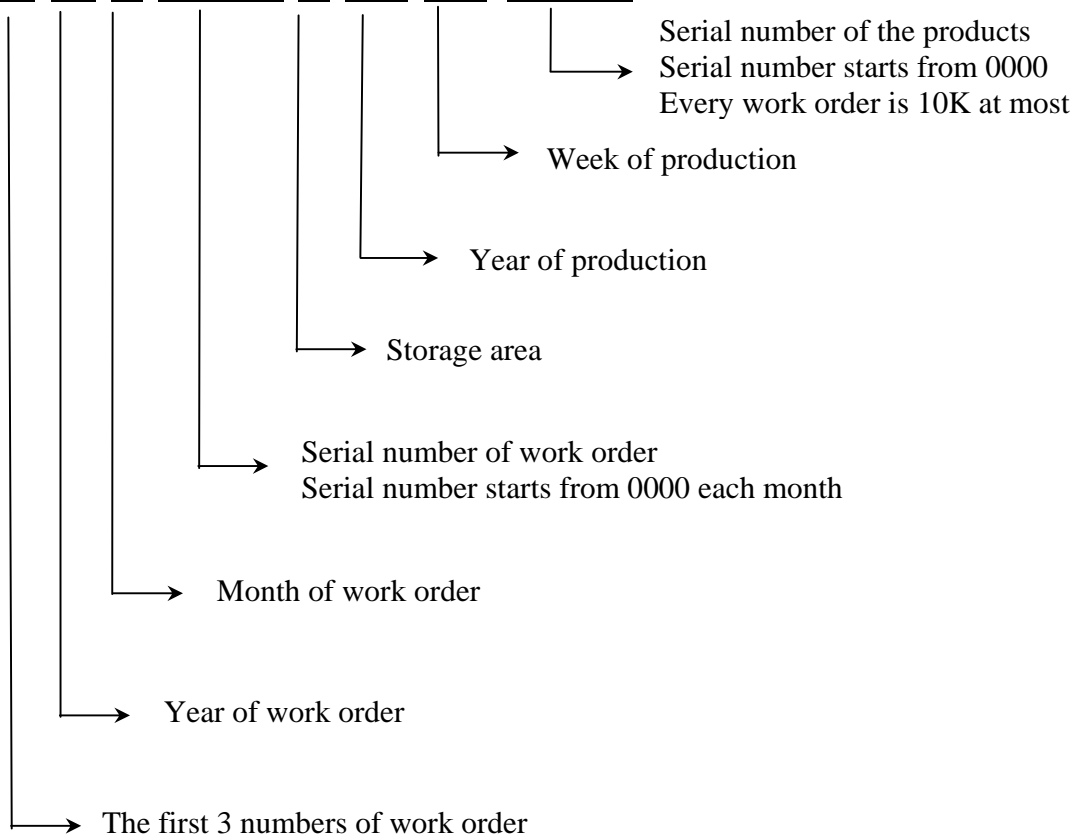 Serial number of the products
Serial number starts from 0000
Every work order is 10K at most
Week of production
Year of production
Storage area
Serial number of work order
Serial number starts from 0000 each month
Month of work order
Year of work order
The first 3 numbers of work order